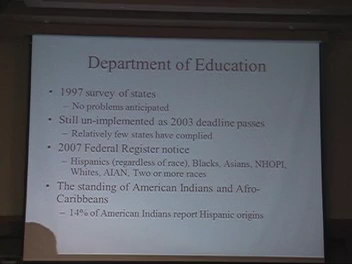 Department of Education
• 1997 survey of states
– No problems anticipated
• Still un-implemented as 2003 deadline passes
– Relatively few states have complied
• 2007 Federal Register notice
– Hispanics (regardless of race), Blacks, Asians, NHOPI,
Whites, AIAN, Two or more races
• The standing of American Indians and Afro-
Caribbeans
– 14% of American Indians report Hispanic origins